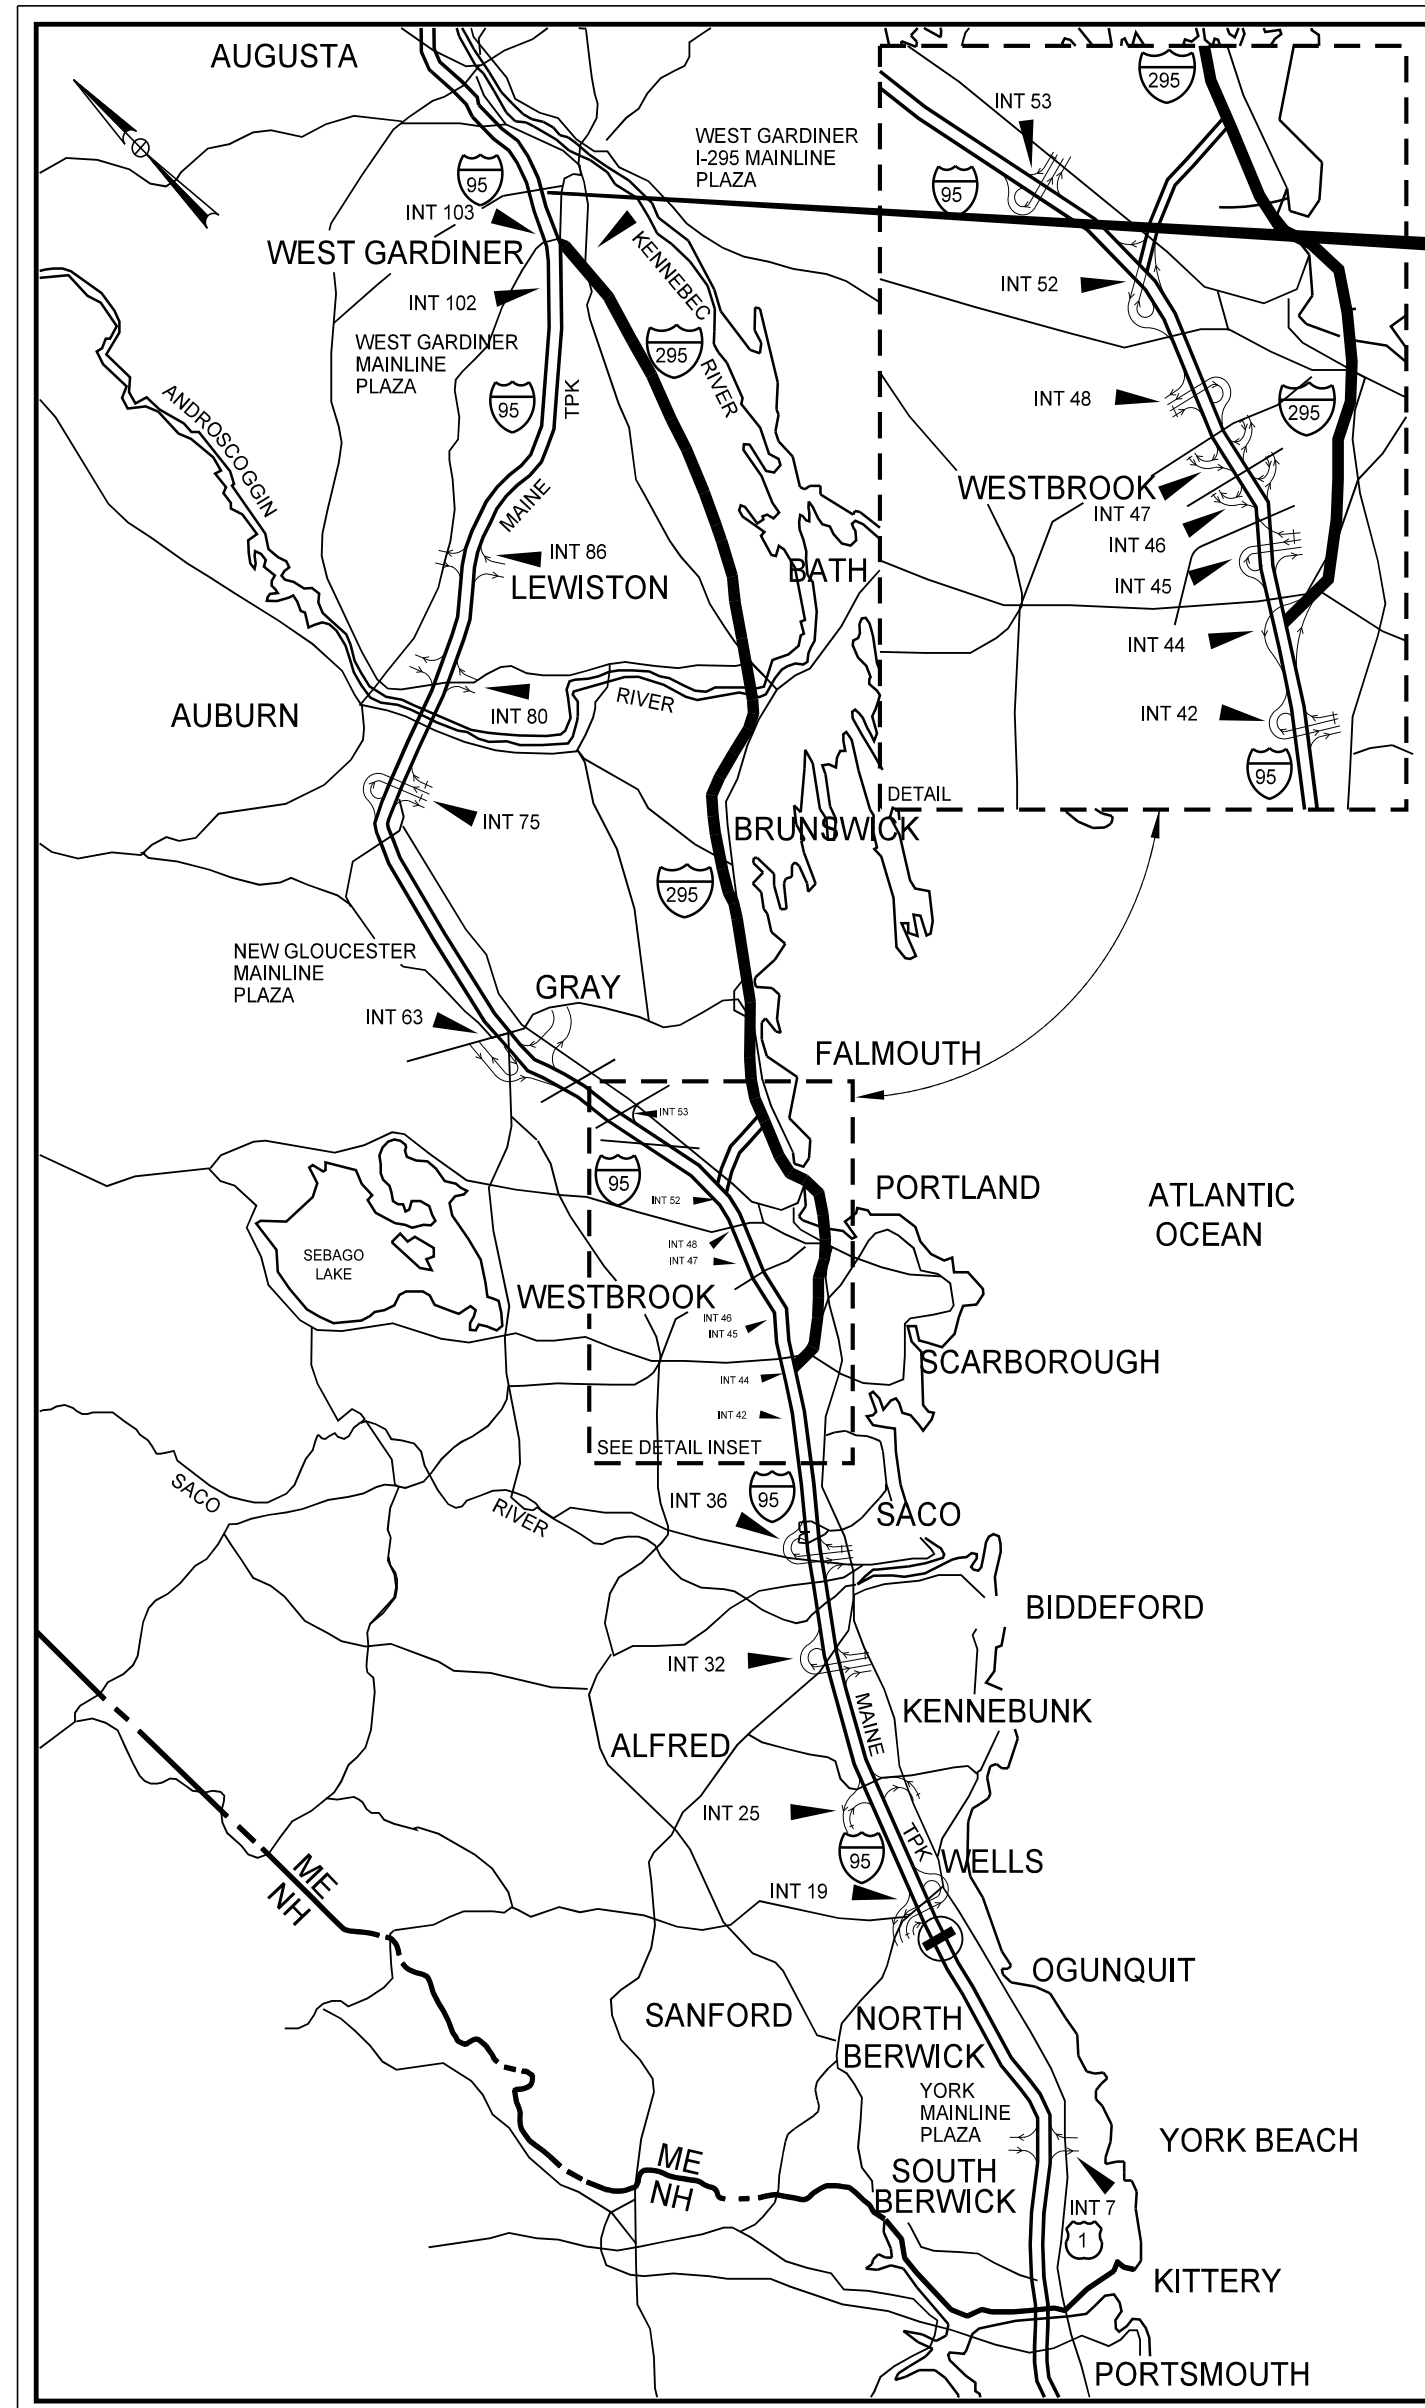 AUGUSTA
295
INT 53
WEST GARDINER
I-295 MAINLINE
PLAZA
95
95
INT 103
WEST GARDINER
KENNEBEC
RIVER
INT 102
INT 52
WEST GARDINER
MAINLINE
PLAZA
295
95
TPK
MAINE
ANDROSCOGGIN
RIVER
INT 48
295
WESTBROOK
INT 47
INT 46
INT 45
INT 44
INT 42
95
DETAIL
INT 86
LEWISTON
BATH
AUBURN
INT 80
INT 75
BRUNSWICK
295
NEW GLOUCESTER
MAINLINE
PLAZA
GRAY
INT 63
FALMOUTH
INT 53
95
INT 52
PORTLAND
ATLANTIC
OCEAN
INT 48
INT 47
SEBAGO
LAKE
WESTBROOK
INT 46
INT 45
SCARBOROUGH
INT 44
INT 42
SEE DETAIL INSET
SACO
RIVER
INT 36
95
SACO
BIDDEFORD
INT 32
MAINE
KENNEBUNK
ALFRED
INT 25
TPK
95
WELLS
INT 19
ME
NH
OGUNQUIT
SANFORD
NORTH
BERWICK
YORK
MAINLINE
PLAZA
YORK BEACH
ME
NH
SOUTH
BERWICK
INT 7
1
KITTERY
PORTSMOUTH